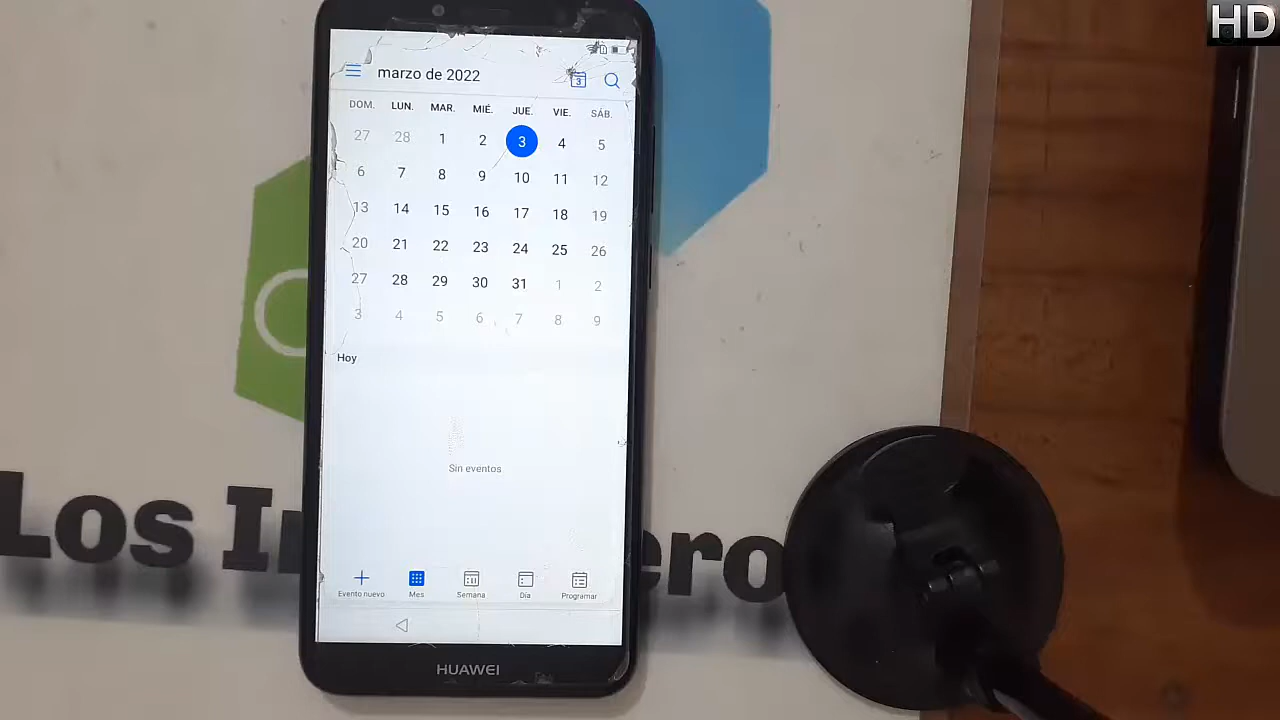 HD
marzo de 2022
3
DOM. LUN. MAR. MIÉ. JUE. VIE. SÁB.
27 28 1 2 3 4 5
6 7 8 9 10 11 12
13 14 15 16 17 18 19
20 21 22 23 24 25 26
27 28 29 30 31 1 2
3 4 5 6 7 8 9
Hoy
Sin eventos
Los
Evento nuevo Mes Semana Día Programar
HUAWEI